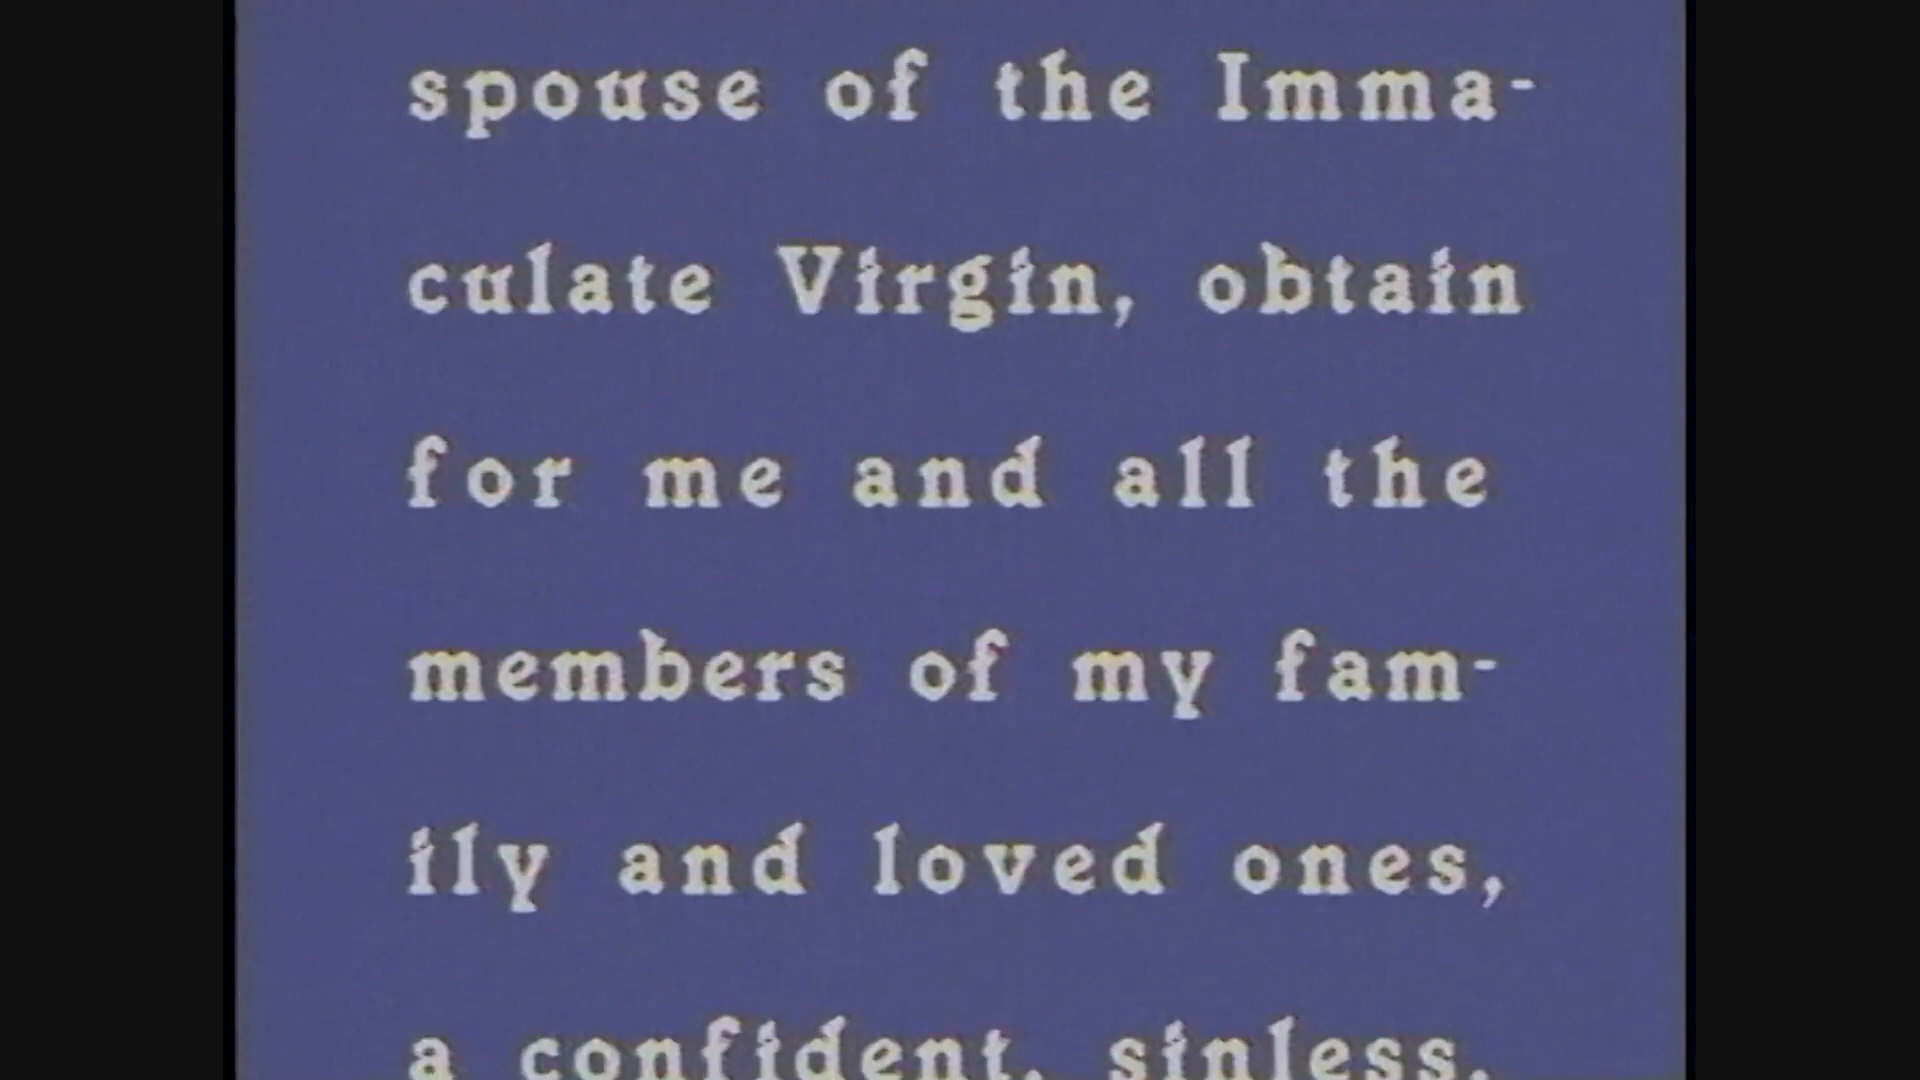 spouse of the Imma-
culate Virgin, obtain
for me and all the
members of my fam-
ily and loved ones,
a confident, sinless,